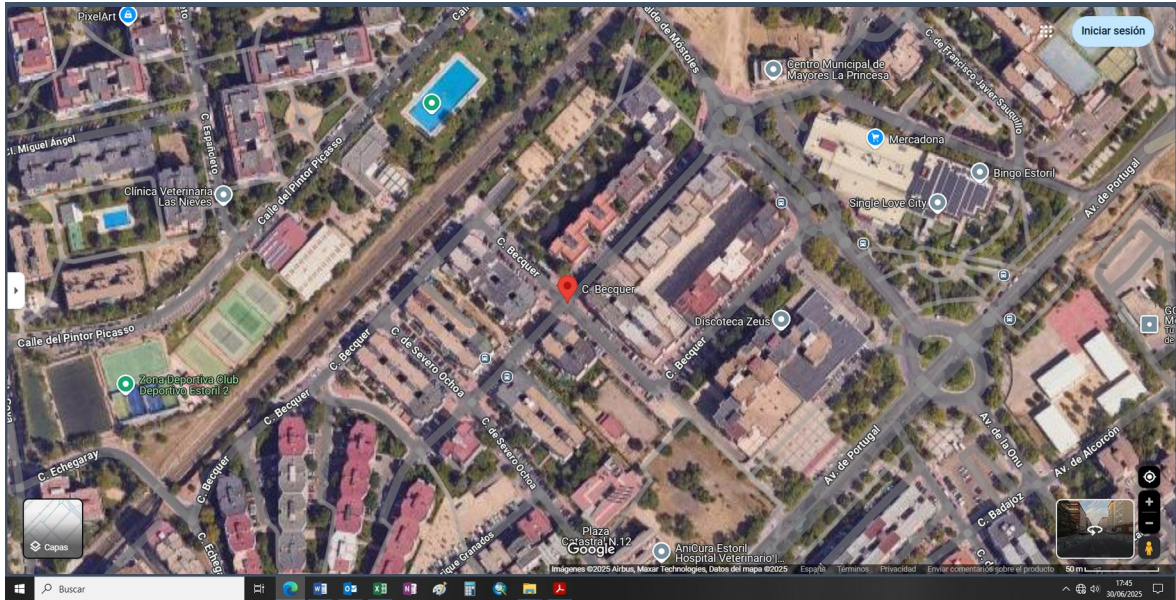 PixelArt
Iniciar sesión
Centro Municipal de
Mayores La Princesa
C. de Francisco Javier Sauquillo
C. Españoleto
Mercadona
Bingo Estoril
Single Love City
Av. de Portugal
Clínica Veterinaria
Las Nieves
Calle del Pintor Picasso
C. Becquer
C. Becquer
Discoteca Zeus
Calle del Pintor Picasso
C. Becquer
C. de Severo Ochoa
C. Becquer
Zona Deportiva Club
Deportivo Estoril 2
C. Becquer
C. de Severo Ochoa
Av. de Portugal
Av. de la Onu
Av. de Alcorcón
C. Echegaray
C. Becquer
C. Badajoz
Capas
Plaza
Catastral N.12
Google
AniCura Estoril
Hospital Veterinario |...
Imágenes ©2025 Airbus, Maxar Technologies, Datos del mapa ©2025 España Términos Privacidad Enviar comentarios sobre el producto 50 m
Buscar
17:45
30/06/2025